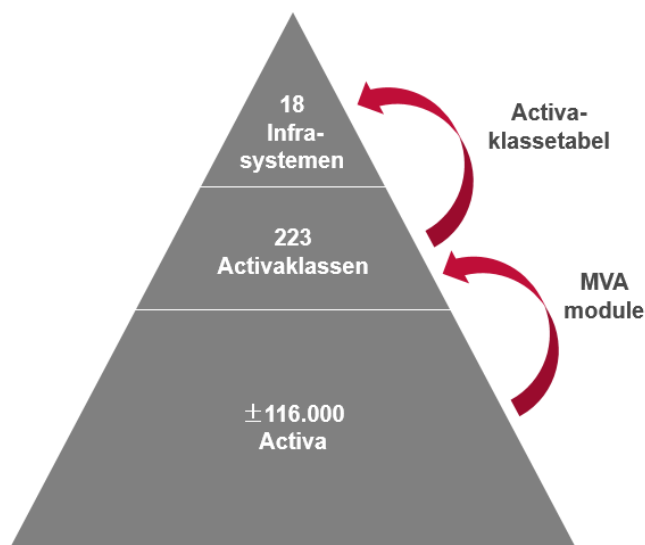 18
Infra-
systemen
Activa-
klassetabel
223
Activaklassen
MVA
module
±116.000
Activa